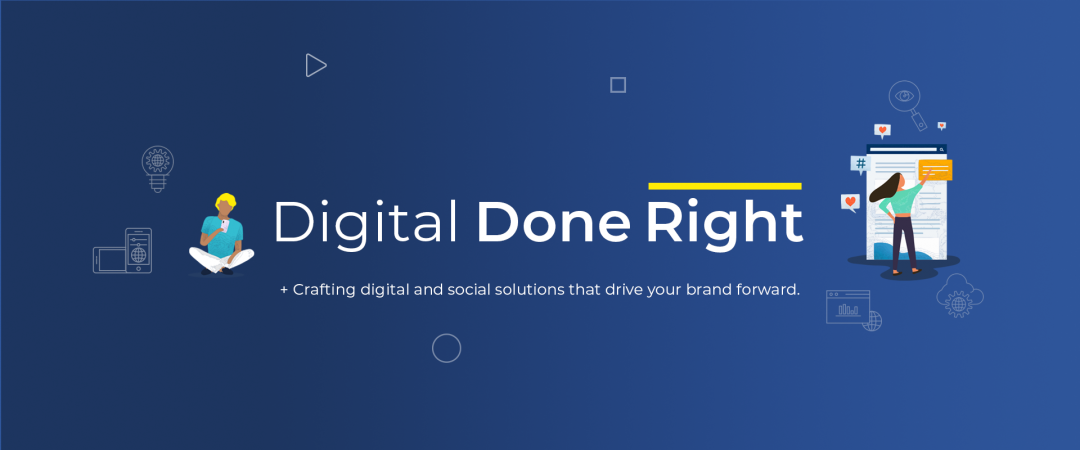 #
Digital Done Right
+ Crafting digital and social solutions that drive your brand forward.